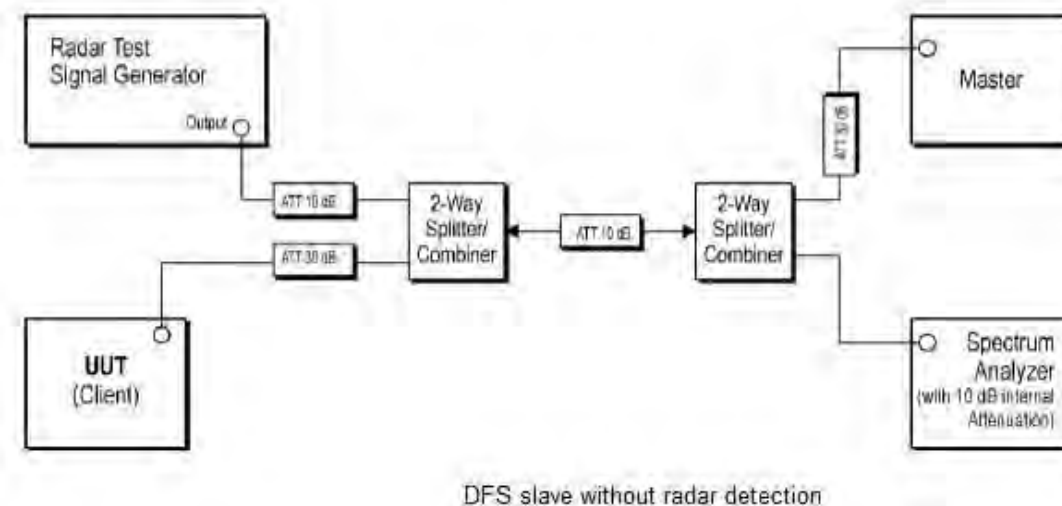 Radar Test
Signal Generator
Output
Master
ATT 30 dB
ATT 10 dB
2-Way
Splitter/
Combiner
ATT 10 dB
2-Way
Splitter/
Combiner
ATT 30 dB
UUT
(Client)
Spectrum
Analyzer
(with 10 dB internal
Attenuation)
DFS slave without radar detection